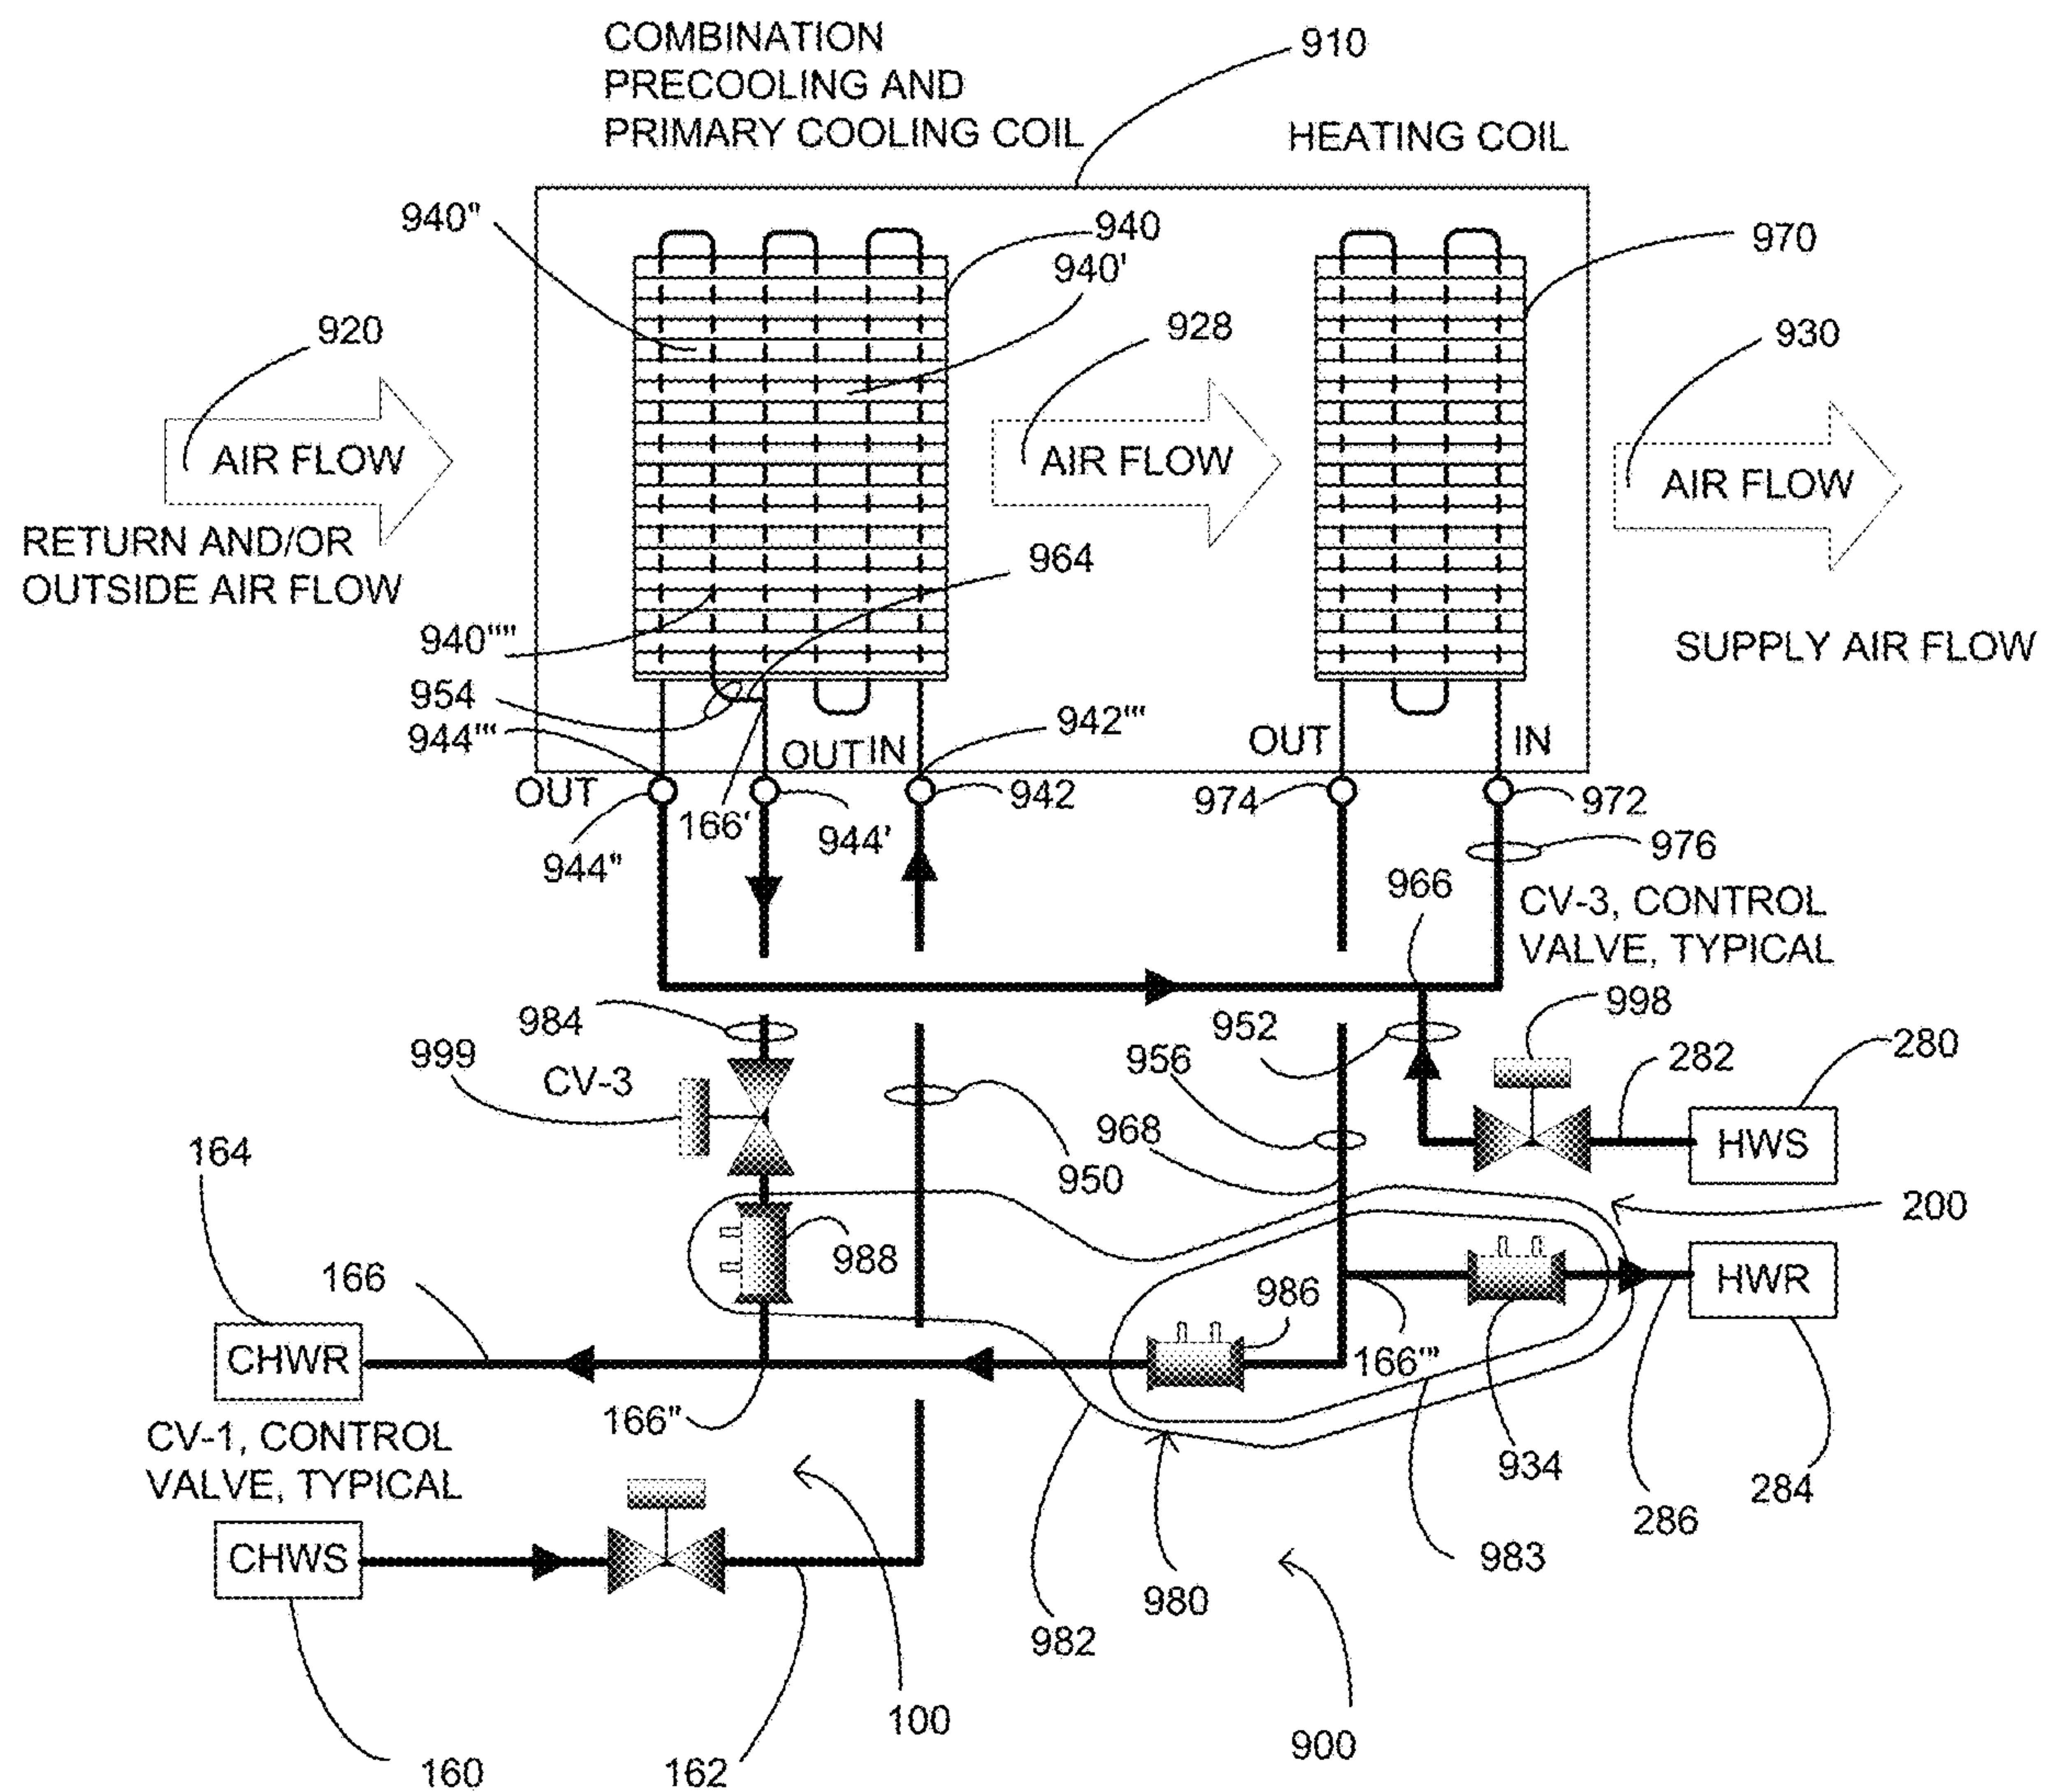 COMBINATION
PRECOOLING AND
PRIMARY COOLING COIL
910
HEATING COIL
940"
940
940'
970
920
928
930
AIR FLOW
AIR FLOW
AIR FLOW
RETURN AND/OR
OUTSIDE AIR FLOW
964
940""
SUPPLY AIR FLOW
954
944'"
942'"
OUT
IN
OUT
IN
OUT
942
974
972
166'
944'
944"
976
966
CV-3, CONTROL
VALVE, TYPICAL
984
952
998
999
CV-3
956
282
280
968
HWS
164
950
200
166
988
986
HWR
CHWR
166'"
166"
CV-1, CONTROL
VALVE, TYPICAL
934
284
286
CHWS
983
980
982
100
900
160
162